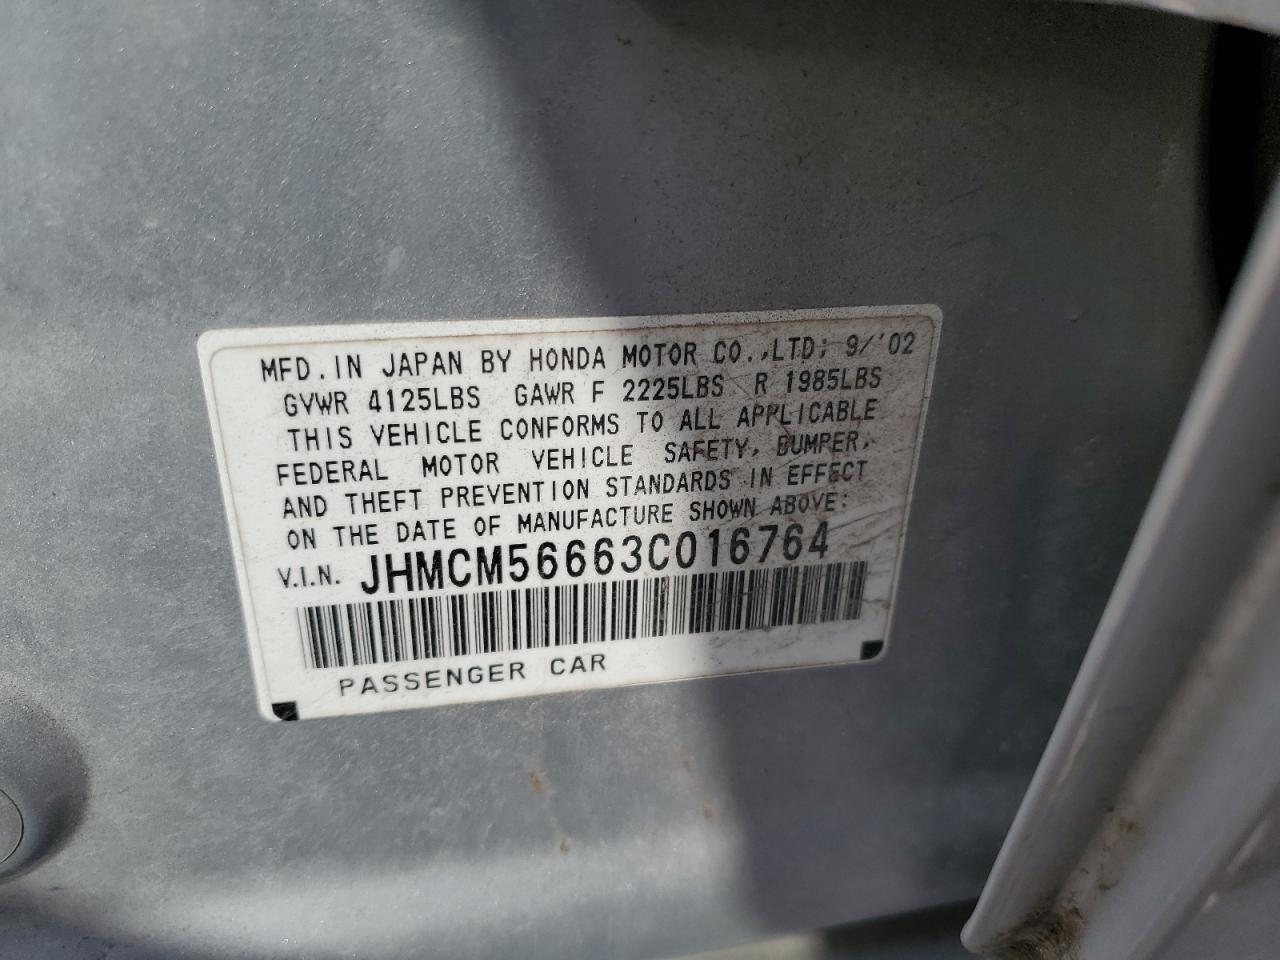 MFD. IN JAPAN BY HONDA MOTOR CO.,LTD; 9/'02
GVWR 4125LBS GAWR F 2225LBS R 1985LBS
THIS VEHICLE CONFORMS TO ALL APPLICABLE
FEDERAL MOTOR VEHICLE SAFETY, BUMPER,
AND THEFT PREVENTION STANDARDS IN EFFECT
ON THE DATE OF MANUFACTURE SHOWN ABOVE:
V.I.N. JHMCM56663C016764
PASSENGER CAR